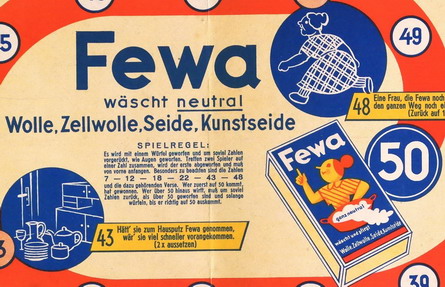 5
Fewa
wäscht neutral
Wolle, Zellwolle, Seide, Kunstseide
SPIELREGEL:
Es wird mit einem Würfel geworfen und um soviel Zahlen
vorgerückt, wie Augen geworfen. Treffen zwei Spieler auf
einer Zahl zusammen, wird der erste abgeworfen und muß
von vorne anfangen. Besonders zu beachten sind die Zahlen
7 — 12 — 18 — 22 — 43 — 48
und die dazu gehörenden Verse. Wer zuerst auf 50 kommt,
hat gewonnen. Wer über 50 hinaus wirft, muß um soviel
Zahlen zurück, als über 50 geworfen sind und solange
würfeln, bis er richtig auf 50 auskommt.
49
48 Eine Frau, die Fewa noch
den ganzen Weg noch
(Zurück auf 1
50
Fewa
ganz neutral
wäscht und pflegt
Wolle, Zellwolle, Seide, Kunstseide
43 Hätt' sie zum Hausputz Fewa genommen,
wär' sie viel schneller vorangekommen.
(2 x aussetzen)
3
39